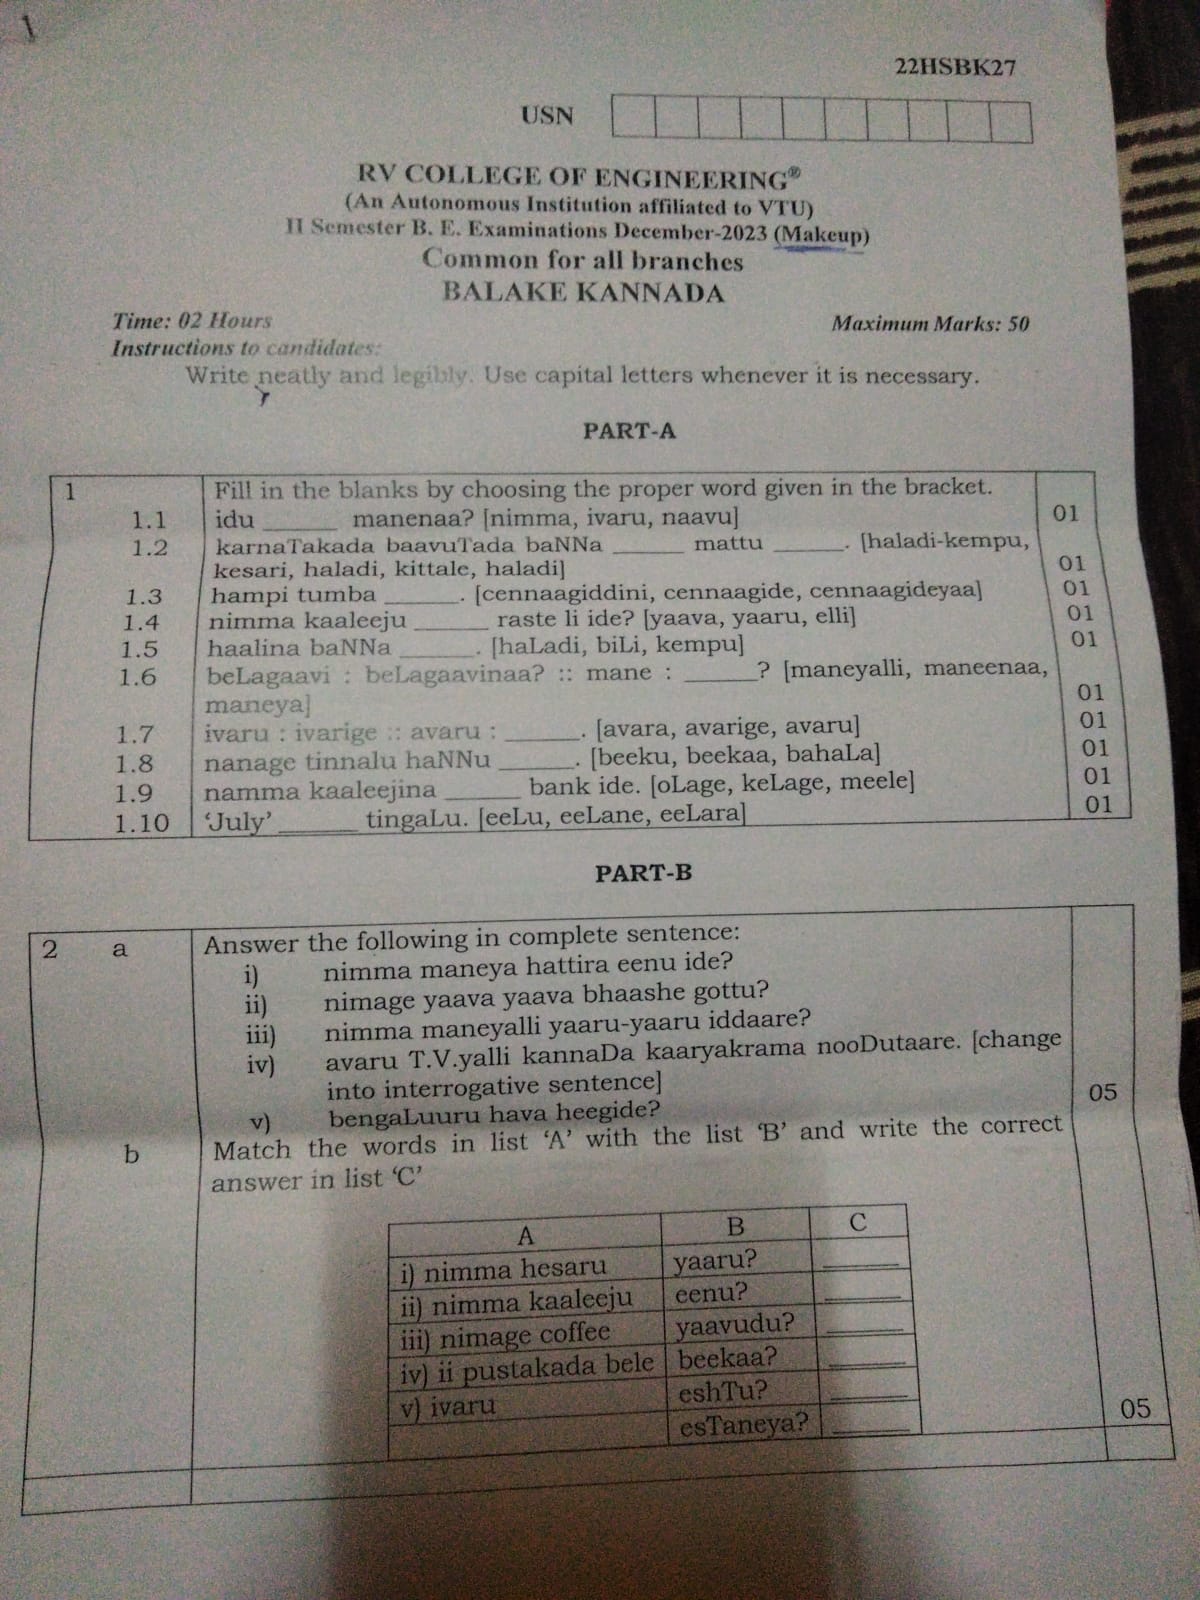 22HSBK27
USN
RV COLLEGE OF ENGINEERING®
(An Autonomous Institution affiliated to VTU)
II Semester B. E. Examinations December-2023 (Makeup)
Common for all branches
BALAKE KANNADA
Time: 02 Hours Maximum Marks: 50
Instructions to candidates:
Write neatly and legibly. Use capital letters whenever it is necessary.
PART-A
1 Fill in the blanks by choosing the proper word given in the bracket.
1.1 idu ______ manenaa? [nimma, ivaru, naavu] 01
1.2 karnaTakada baavuTada baNNa ______ mattu ______. [haladi-kempu,
kesari, haladi, kittale, haladi] 01
1.3 hampi tumba ______. [cennaagiddini, cennaagide, cennaagideyaa] 01
1.4 nimma kaaleeju ______ raste li ide? [yaava, yaaru, elli] 01
1.5 haalina baNNa ______. [haLadi, biLi, kempu] 01
1.6 beLagaavi : beLagaavinaa? :: mane : ______? [maneyalli, maneenaa,
maneya] 01
1.7 ivaru : ivarige :: avaru : ______. [avara, avarige, avaru] 01
1.8 nanage tinnalu haNNu ______. [beeku, beekaa, bahaLa] 01
1.9 namma kaaleejina ______ bank ide. [oLage, keLage, meele] 01
1.10 ‘July’ ______ tingaLu. [eeLu, eeLane, eeLara] 01
PART-B
2 a Answer the following in complete sentence:
i) nimma maneya hattira eenu ide?
ii) nimage yaava yaava bhaashe gottu?
iii) nimma maneyalli yaaru-yaaru iddaare?
iv) avaru T.V.yalli kannaDa kaaryakrama nooDutaare. [change
into interrogative sentence]
v) bengaLuuru hava heegide? 05
b Match the words in list ‘A’ with the list ‘B’ and write the correct
answer in list ‘C’
A B C
i) nimma hesaru yaaru? ______
ii) nimma kaaleeju eenu? ______
iii) nimage coffee yaavudu? ______
iv) ii pustakada bele beekaa? ______
v) ivaru eshTu? ______
esTaneya? ______ 05